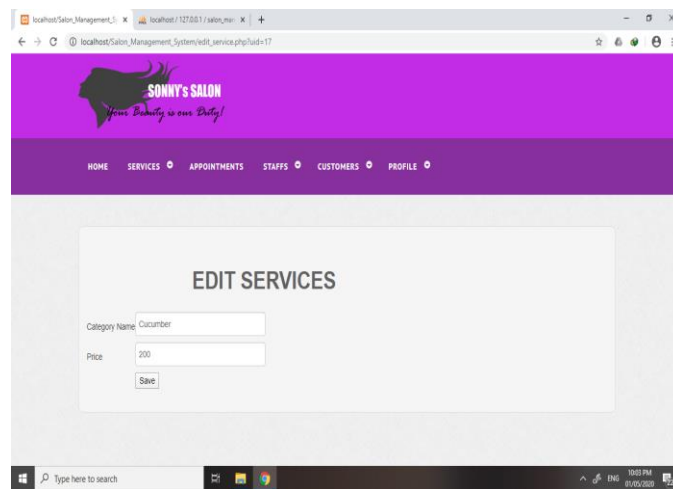 localhost/Salon_Management_S
localhost / 127.0.0.1 / salon_man
localhost/Salon_Management_System/edit_service.php?uid=17
SONNY's SALON
Your Beauty is our Duty!
HOME SERVICES APPOINTMENTS STAFFS CUSTOMERS PROFILE
EDIT SERVICES
Category Name Cucumber
Price 200
Save
Type here to search
ENG
10:03 PM
01/05/2020